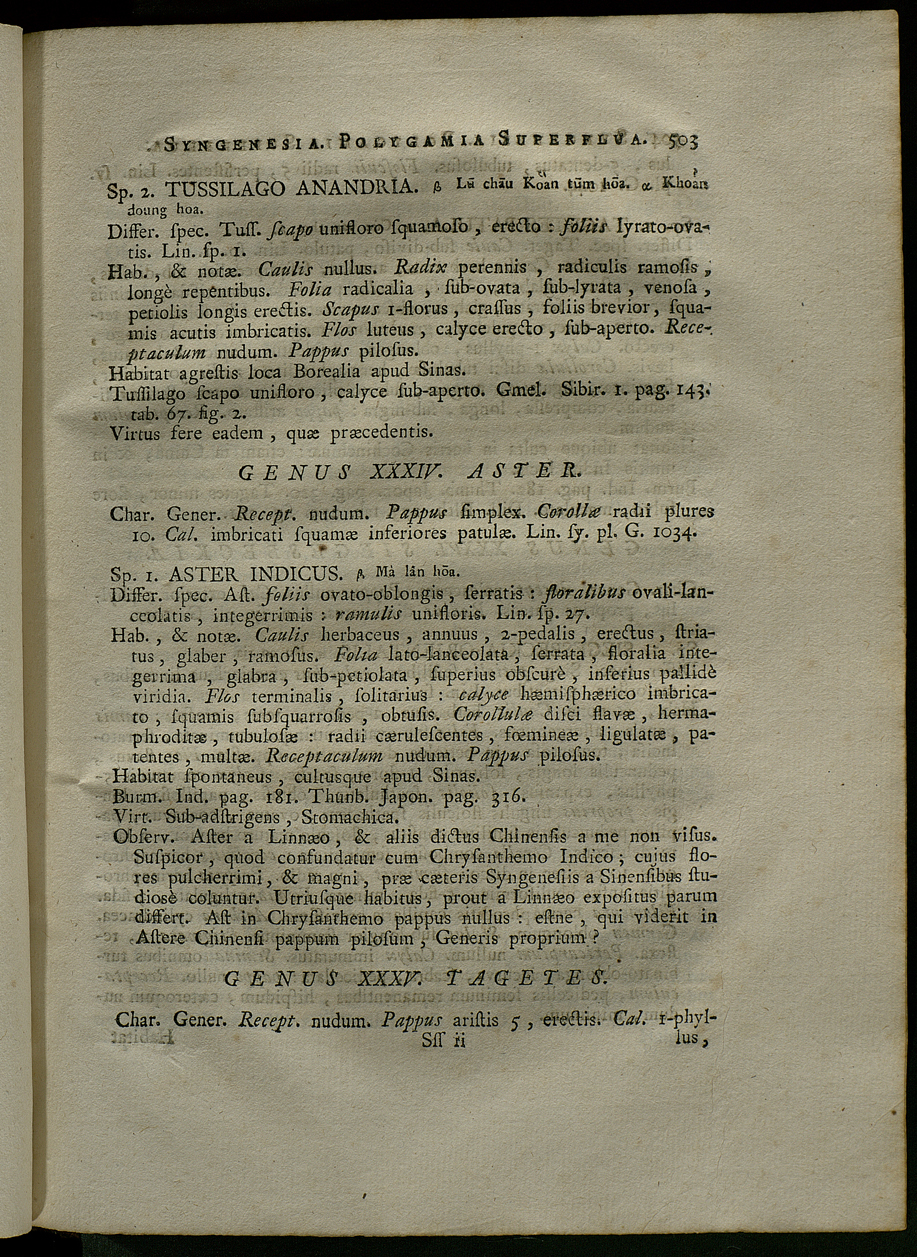 SYNGENESIA. POLYGAMIA SUPERFLUA. 503
Sp. 2. TUSSILAGO ANANDRIA. β Lū chāu Koān tūm hōa. α Khoān
doung hoa.
Differ. ſpec. Tuſſ. ſcapo unifloro ſquamoſo, erecto : foliis lyrato-ova-
tis. Lin. ſp. 1.
Hab., & notæ. Caulis nullus. Radix perennis, radiculis ramoſis,
longè repentibus. Folia radicalia, ſub-ovata, ſub-lyrata, venoſa,
petiolis longis erectis. Scapus 1-florus, craſſus, foliis brevior, ſqua-
mis acutis imbricatis. Flos luteus, calyce erecto, ſub-aperto. Rece-
ptaculum nudum. Pappus piloſus.
Habitat agreſtis loca Borealia apud Sinas.
Tuſſilago ſcapo unifloro, calyce ſub-aperto. Gmel. Sibir. 1. pag. 143.
tab. 67. fig. 2.
Virtus fere eadem, quæ præcedentis.
GENUS XXXIV. ASTER.
Char. Gener. Recept. nudum. Pappus ſimplex. Corollæ radii plures
10. Cal. imbricati ſquamæ inferiores patulæ. Lin. ſy. pl. G. 1034.
Sp. 1. ASTER INDICUS. β Mà lân hōa.
Differ. ſpec. Aſt. foliis ovato-oblongis, ſerratis : floralibus ovali-lan-
ceolatis, integerrimis : ramulis unifloris. Lin. ſp. 27.
Hab., & notæ. Caulis herbaceus, annuus, 2-pedalis, erectus, ſtria-
tus, glaber, ramoſus. Folia lato-lanceolata, ſerrata, floralia inte-
gerrima, glabra, ſub-petiolata, ſuperius obſcurè, inferius pallidè
viridia. Flos terminalis, ſolitarius : calyce hæmiſphærico imbrica-
to, ſquamis ſubſquarroſis, obtuſis. Corollulæ diſci flavæ, herma-
phroditæ, tubuloſæ : radii cæruleſcentes, fœmineæ, ligulatæ, pa-
tentes, multæ. Receptaculum nudum. Pappus piloſus.
Habitat ſpontaneus, cultusque apud Sinas.
Burm. Ind. pag. 181. Thunb. Japon. pag. 316.
Virt. Sub-adſtrigens, Stomachica.
Obſerv. Aſter a Linnæo, & aliis dictus Chinenſis a me non viſus.
Suſpicor, quod confundatur cum Chryſanthemo Indico; cujus flo-
res pulcherrimi, & magni, præ cæteris Syngeneſiis a Sinenſibus ſtu-
dioſè coluntur. Utriuſque habitus, prout a Linnæo expoſitus parum
differt. Aſt in Chryſanthemo pappus nullus : eſtne, qui viderit in
Aſtere Chinenſi pappum piloſum, Generis proprium ?
GENUS XXXV. TAGETES.
Char. Gener. Recept. nudum. Pappus ariſtis 5, erectis. Cal. 1-phyl-
Sſſ ii lus,